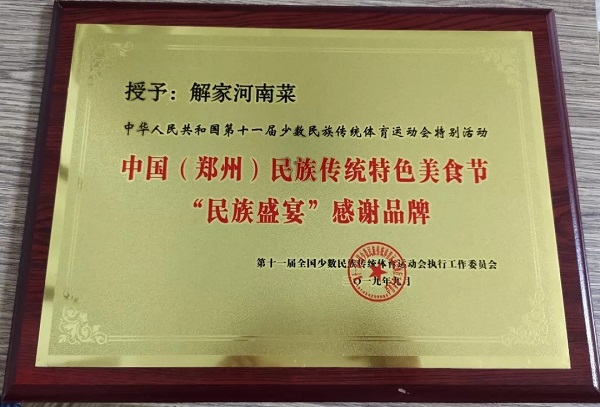 授予：解家河南菜
中华人民共和国第十一届少数民族传统体育运动会特别活动
中国（郑州）民族传统特色美食节
“民族盛宴”感谢品牌
第十一届全国少数民族传统体育运动会执行工作委员会
二〇一九年九月